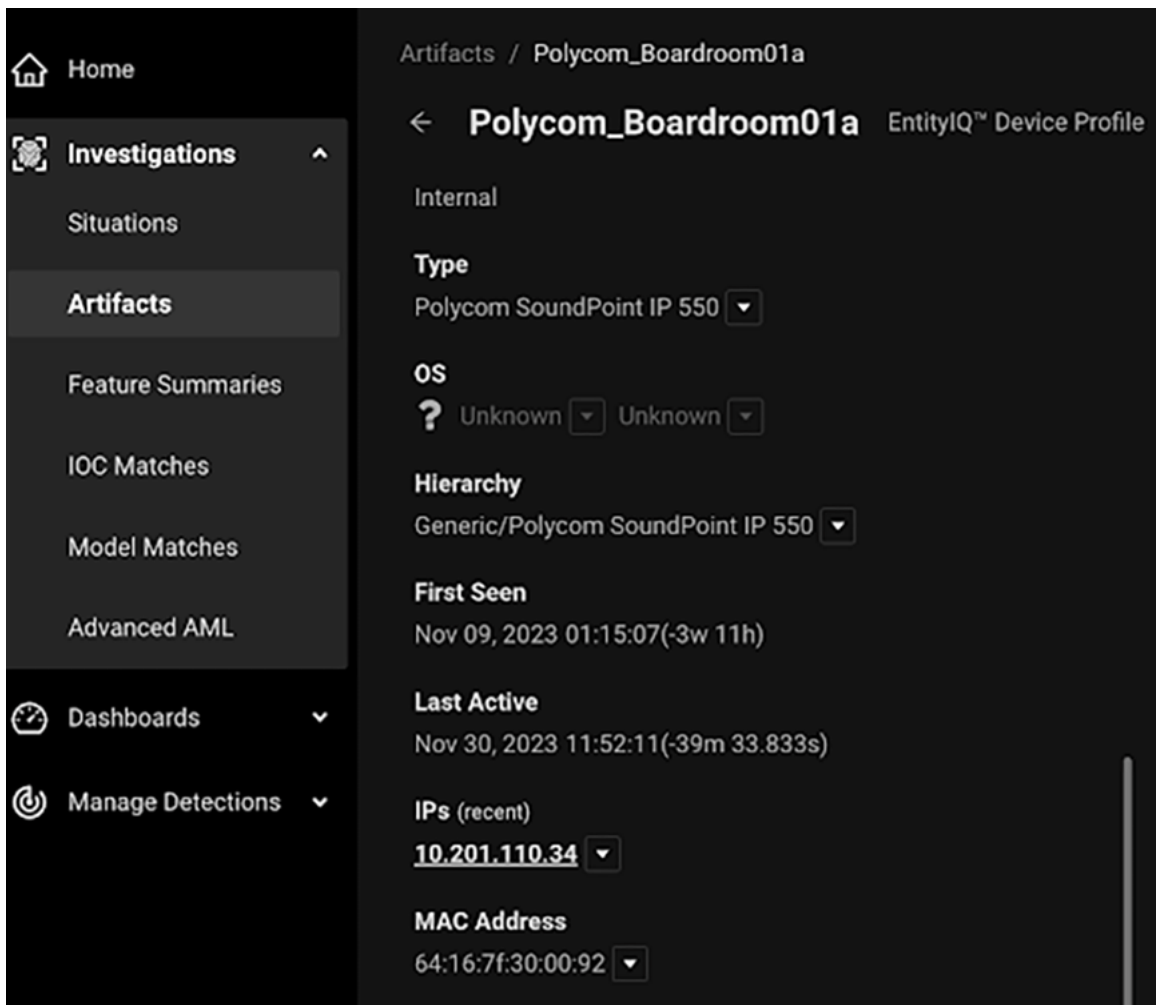 Home
Investigations
Situations
Artifacts
Feature Summaries
IOC Matches
Model Matches
Advanced AML
Dashboards
Manage Detections
Artifacts / Polycom_Boardroom01a
Polycom_Boardroom01a EntityIQ™ Device Profile
Internal
Type
Polycom SoundPoint IP 550
OS
? Unknown Unknown
Hierarchy
Generic/Polycom SoundPoint IP 550
First Seen
Nov 09, 2023 01:15:07(-3w 11h)
Last Active
Nov 30, 2023 11:52:11(-39m 33.833s)
IPs (recent)
10.201.110.34
MAC Address
64:16:7f:30:00:92